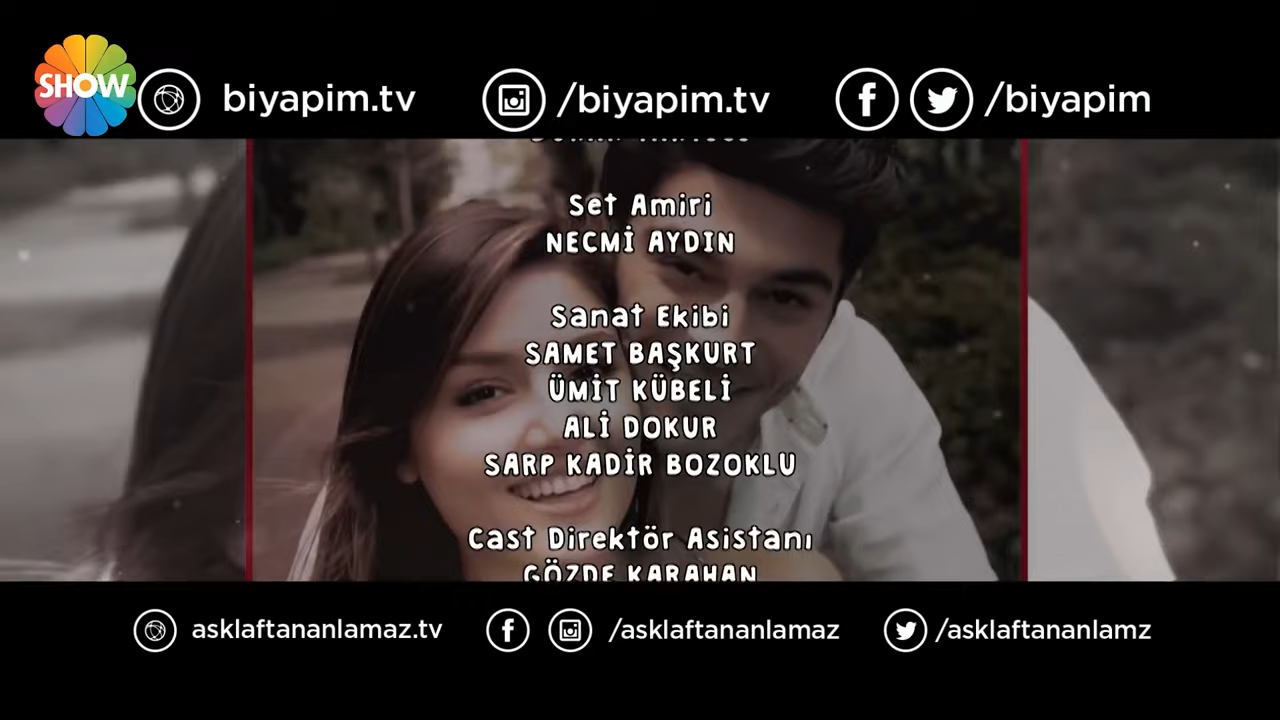 SHOW
biyapim.tv
/biyapim.tv
/biyapim
Set Amiri
NECMİ AYDIN
Sanat Ekibi
SAMET BAŞKURT
ÜMİT KÜBELİ
ALİ DOKUR
SARP KADİR BOZOKLU
Cast Direktör Asistanı
GÖZDE KARAHAN
asklaftananlamaz.tv
/asklaftananlamaz
/asklaftananlamz